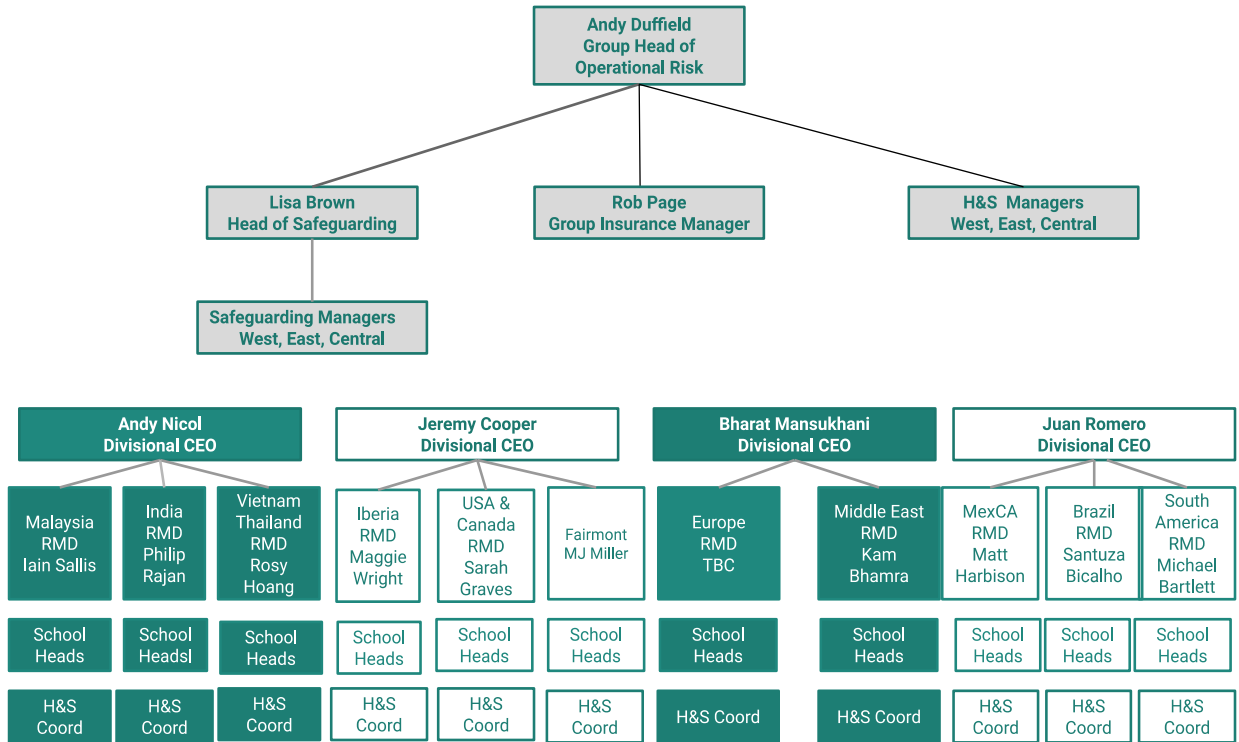 Andy Duffield
Group Head of
Operational Risk
Lisa Brown
Head of Safeguarding
Rob Page
Group Insurance Manager
H&S Managers
West, East, Central
Safeguarding Managers
West, East, Central
Andy Nicol
Divisional CEO
Jeremy Cooper
Divisional CEO
Bharat Mansukhani
Divisional CEO
Juan Romero
Divisional CEO
Malaysia
RMD
Iain Sallis
India
RMD
Philip
Rajan
Vietnam
Thailand
RMD
Rosy
Hoang
Iberia
RMD
Maggie
Wright
USA &
Canada
RMD
Sarah
Graves
Fairmont
MJ Miller
Europe
RMD
TBC
Middle East
RMD
Kam
Bhamra
MexCA
RMD
Matt
Harbison
Brazil
RMD
Santuza
Bicalho
South
America
RMD
Michael
Bartlett
School
Heads
School
Headsl
School
Heads
School
Heads
School
Heads
School
Heads
School
Heads
School
Heads
School
Heads
School
Heads
School
Heads
H&S
Coord
H&S
Coord
H&S
Coord
H&S
Coord
H&S
Coord
H&S
Coord
H&S Coord
H&S Coord
H&S
Coord
H&S
Coord
H&S
Coord